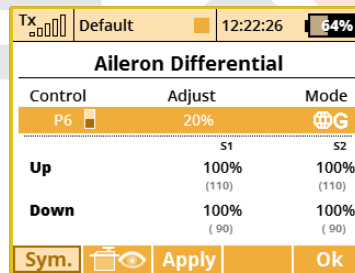 Tx Default 12:22:26 64%
Aileron Differential
Control Adjust Mode
P6 20% G
S1 S2
Up 100% 100%
(110) (110)
Down 100% 100%
( 90) ( 90)
Sym. Apply Ok